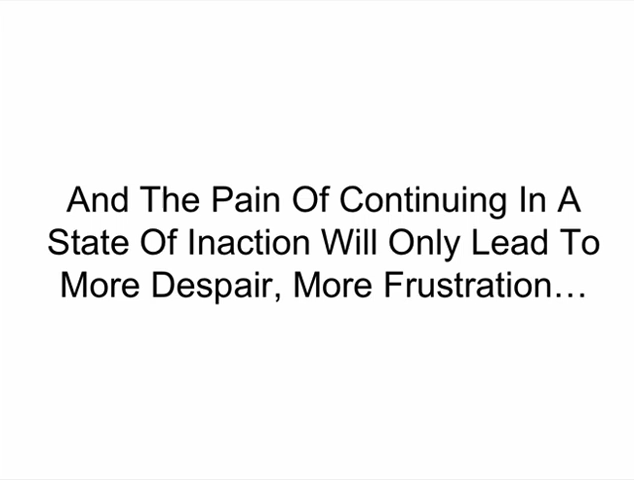 And The Pain Of Continuing In A
State Of Inaction Will Only Lead To
More Despair, More Frustration…